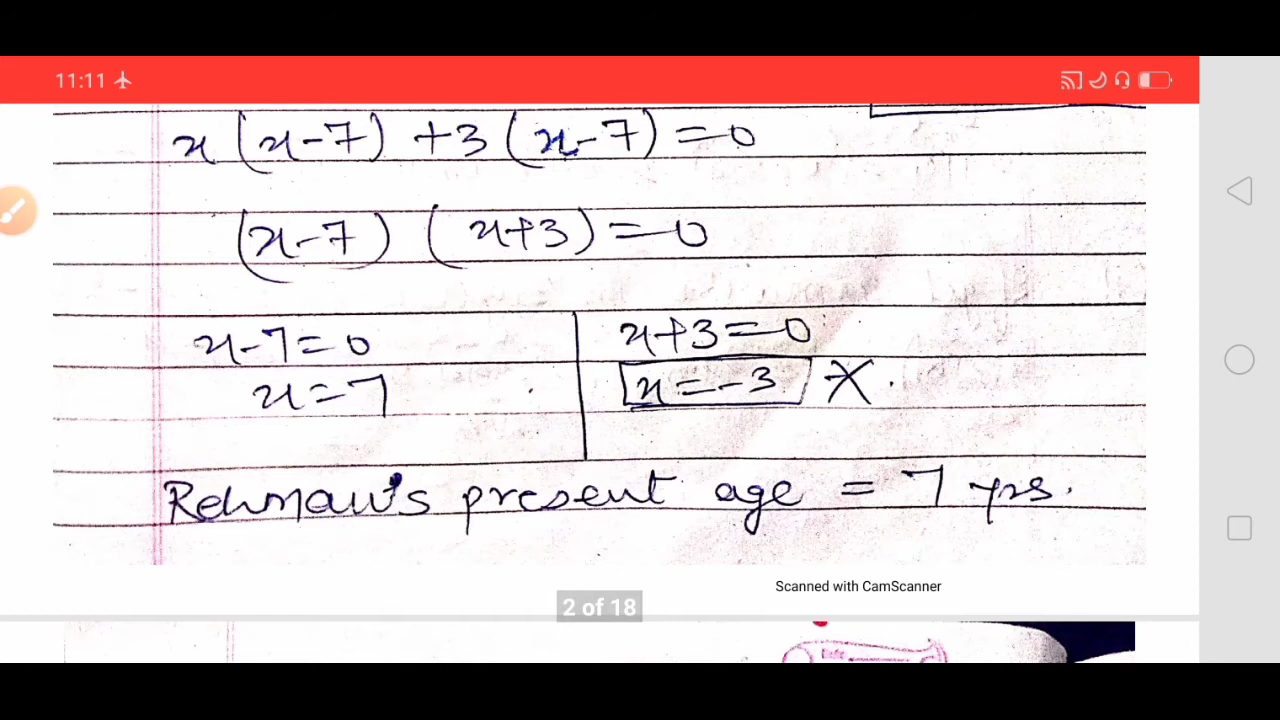 11:11
x(x-7) +3(x-7)=0
(x-7) (x+3)=0
x-7=0
x=7
x+3=0
x=-3 ✗.
Rehman's present age = 7 yrs.
Scanned with CamScanner
2 of 18